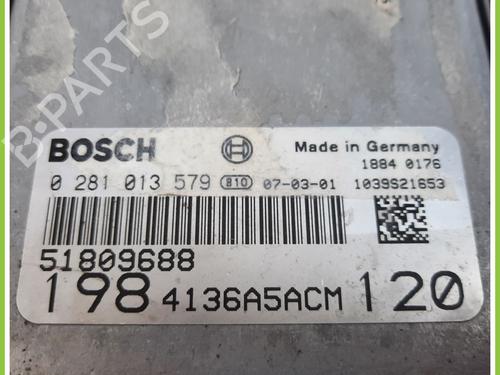 B-PARTS
BOSCH Made in Germany
1884 0176
0 281 013 579 B10 07-03-01 1039S21653
51809688
198 4136A5ACM 120